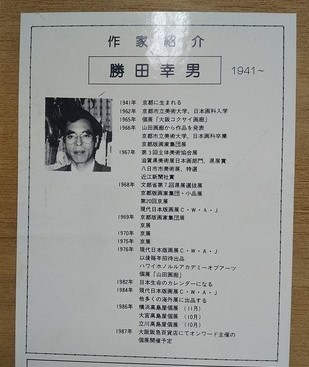 作家紹介
勝田幸男 1941~
1941年 京都に生まれる
1962年 京都市立美術大学、日本画科入学
1965年 個展「大阪コクサイ画廊」
1966年 山田画廊から作品を発表
京都市立美術大学、日本画科卒業
京都版画家集団展
1967年 第3回全体美術協会展
滋賀県美術展日本画部門、県展賞
八日市市美術展、特選
近江新聞社賞
1968年 文部省第7回県展選抜展
京都版画家集団・小品展
第20回京展
現代日本版画展C・W・A・J
1969年 京都版画家集団展
京展
1970年 京展
1975年 京展
1976年 現代日本版画展C・W・A・J
以後毎年招待出品
ハワイホノルルアカデミーオブアーツ
個展「山田画廊」
1982年 日本生命のカレンダーになる
1984年 現代日本版画展C・W・A・J
他多くの海外展に出品する
1986年 横浜髙島屋個展 (11月)
大宮髙島屋個展 (10月)
立川髙島屋個展 (10月)
1987年 大阪阪急百貨店にてオンワード主催の
個展開催予定